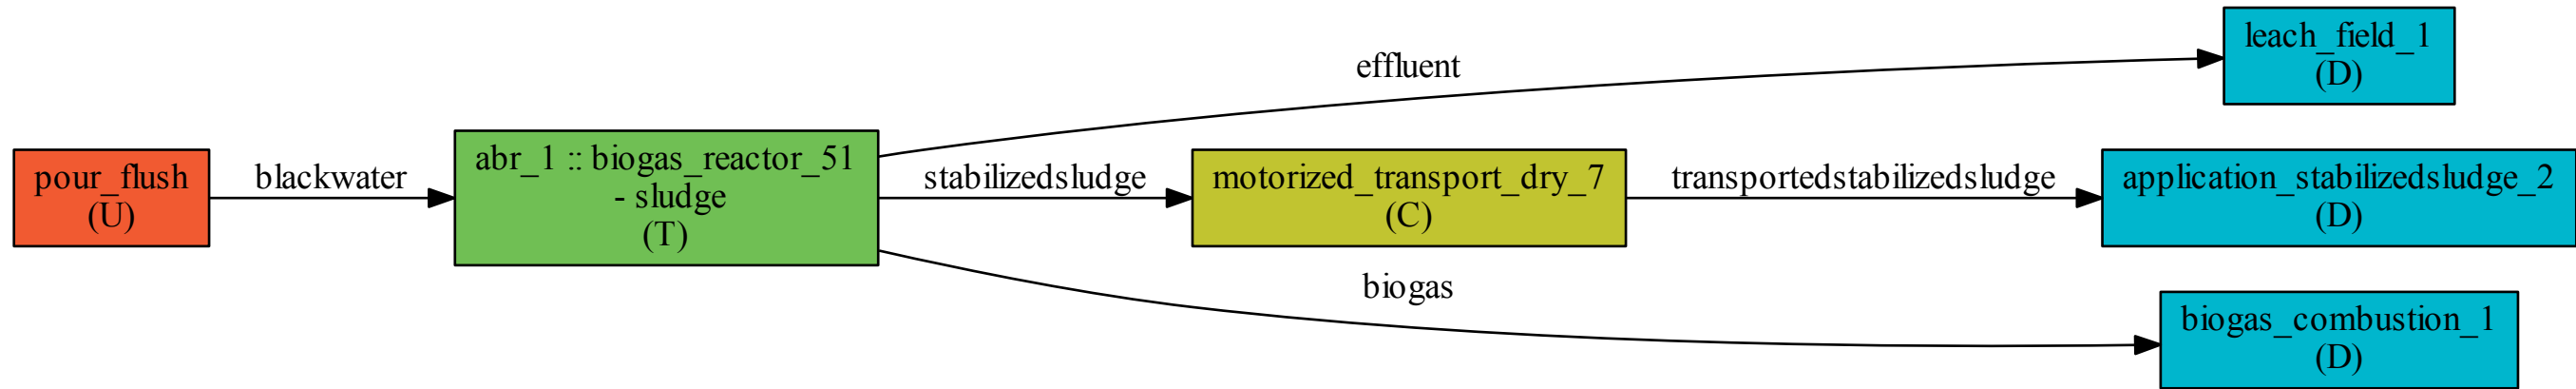 pour_flush
(U)
blackwater
abr_1 :: biogas_reactor_51
- sludge
(T)
effluent
leach_field_1
(D)
stabilizedsludge
motorized_transport_dry_7
(C)
transportedstabilizedsludge
application_stabilizedsludge_2
(D)
biogas
biogas_combustion_1
(D)